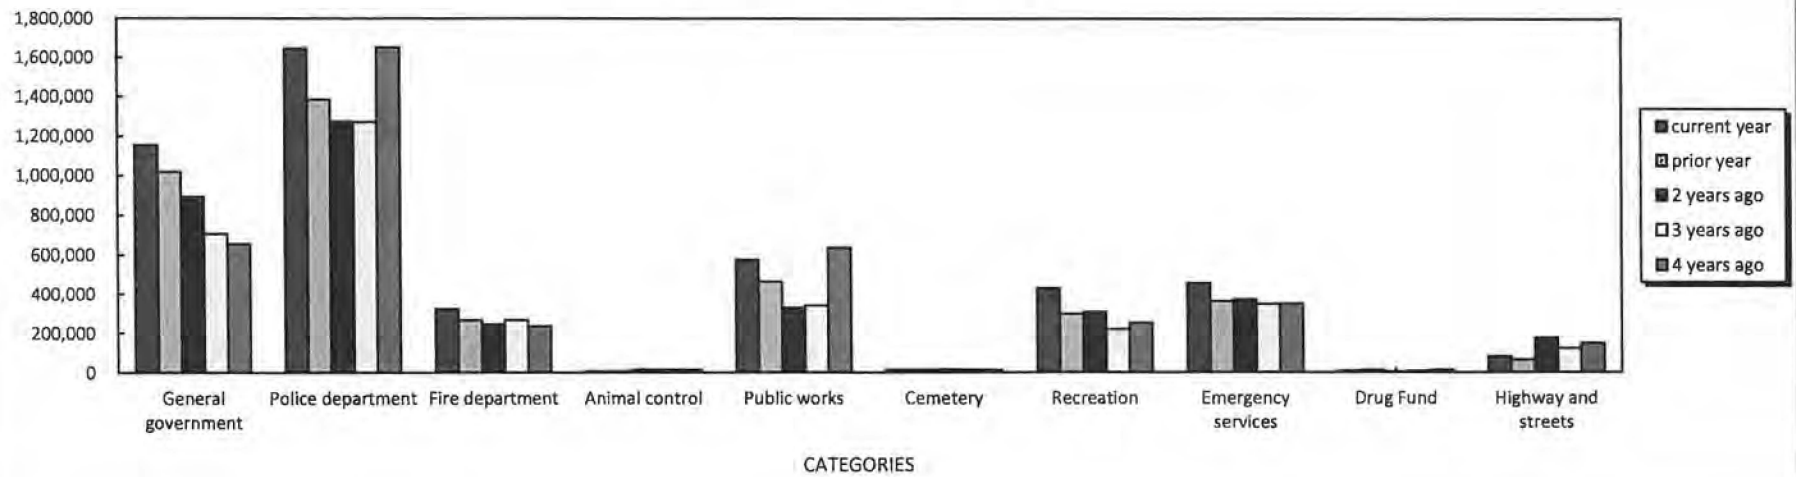 1,800,000
1,600,000
1,400,000
1,200,000
1,000,000
800,000
600,000
400,000
200,000
0
General government
Police department
Fire department
Animal control
Public works
Cemetery
Recreation
Emergency services
Drug Fund
Highway and streets
CATEGORIES
current year
prior year
2 years ago
3 years ago
4 years ago